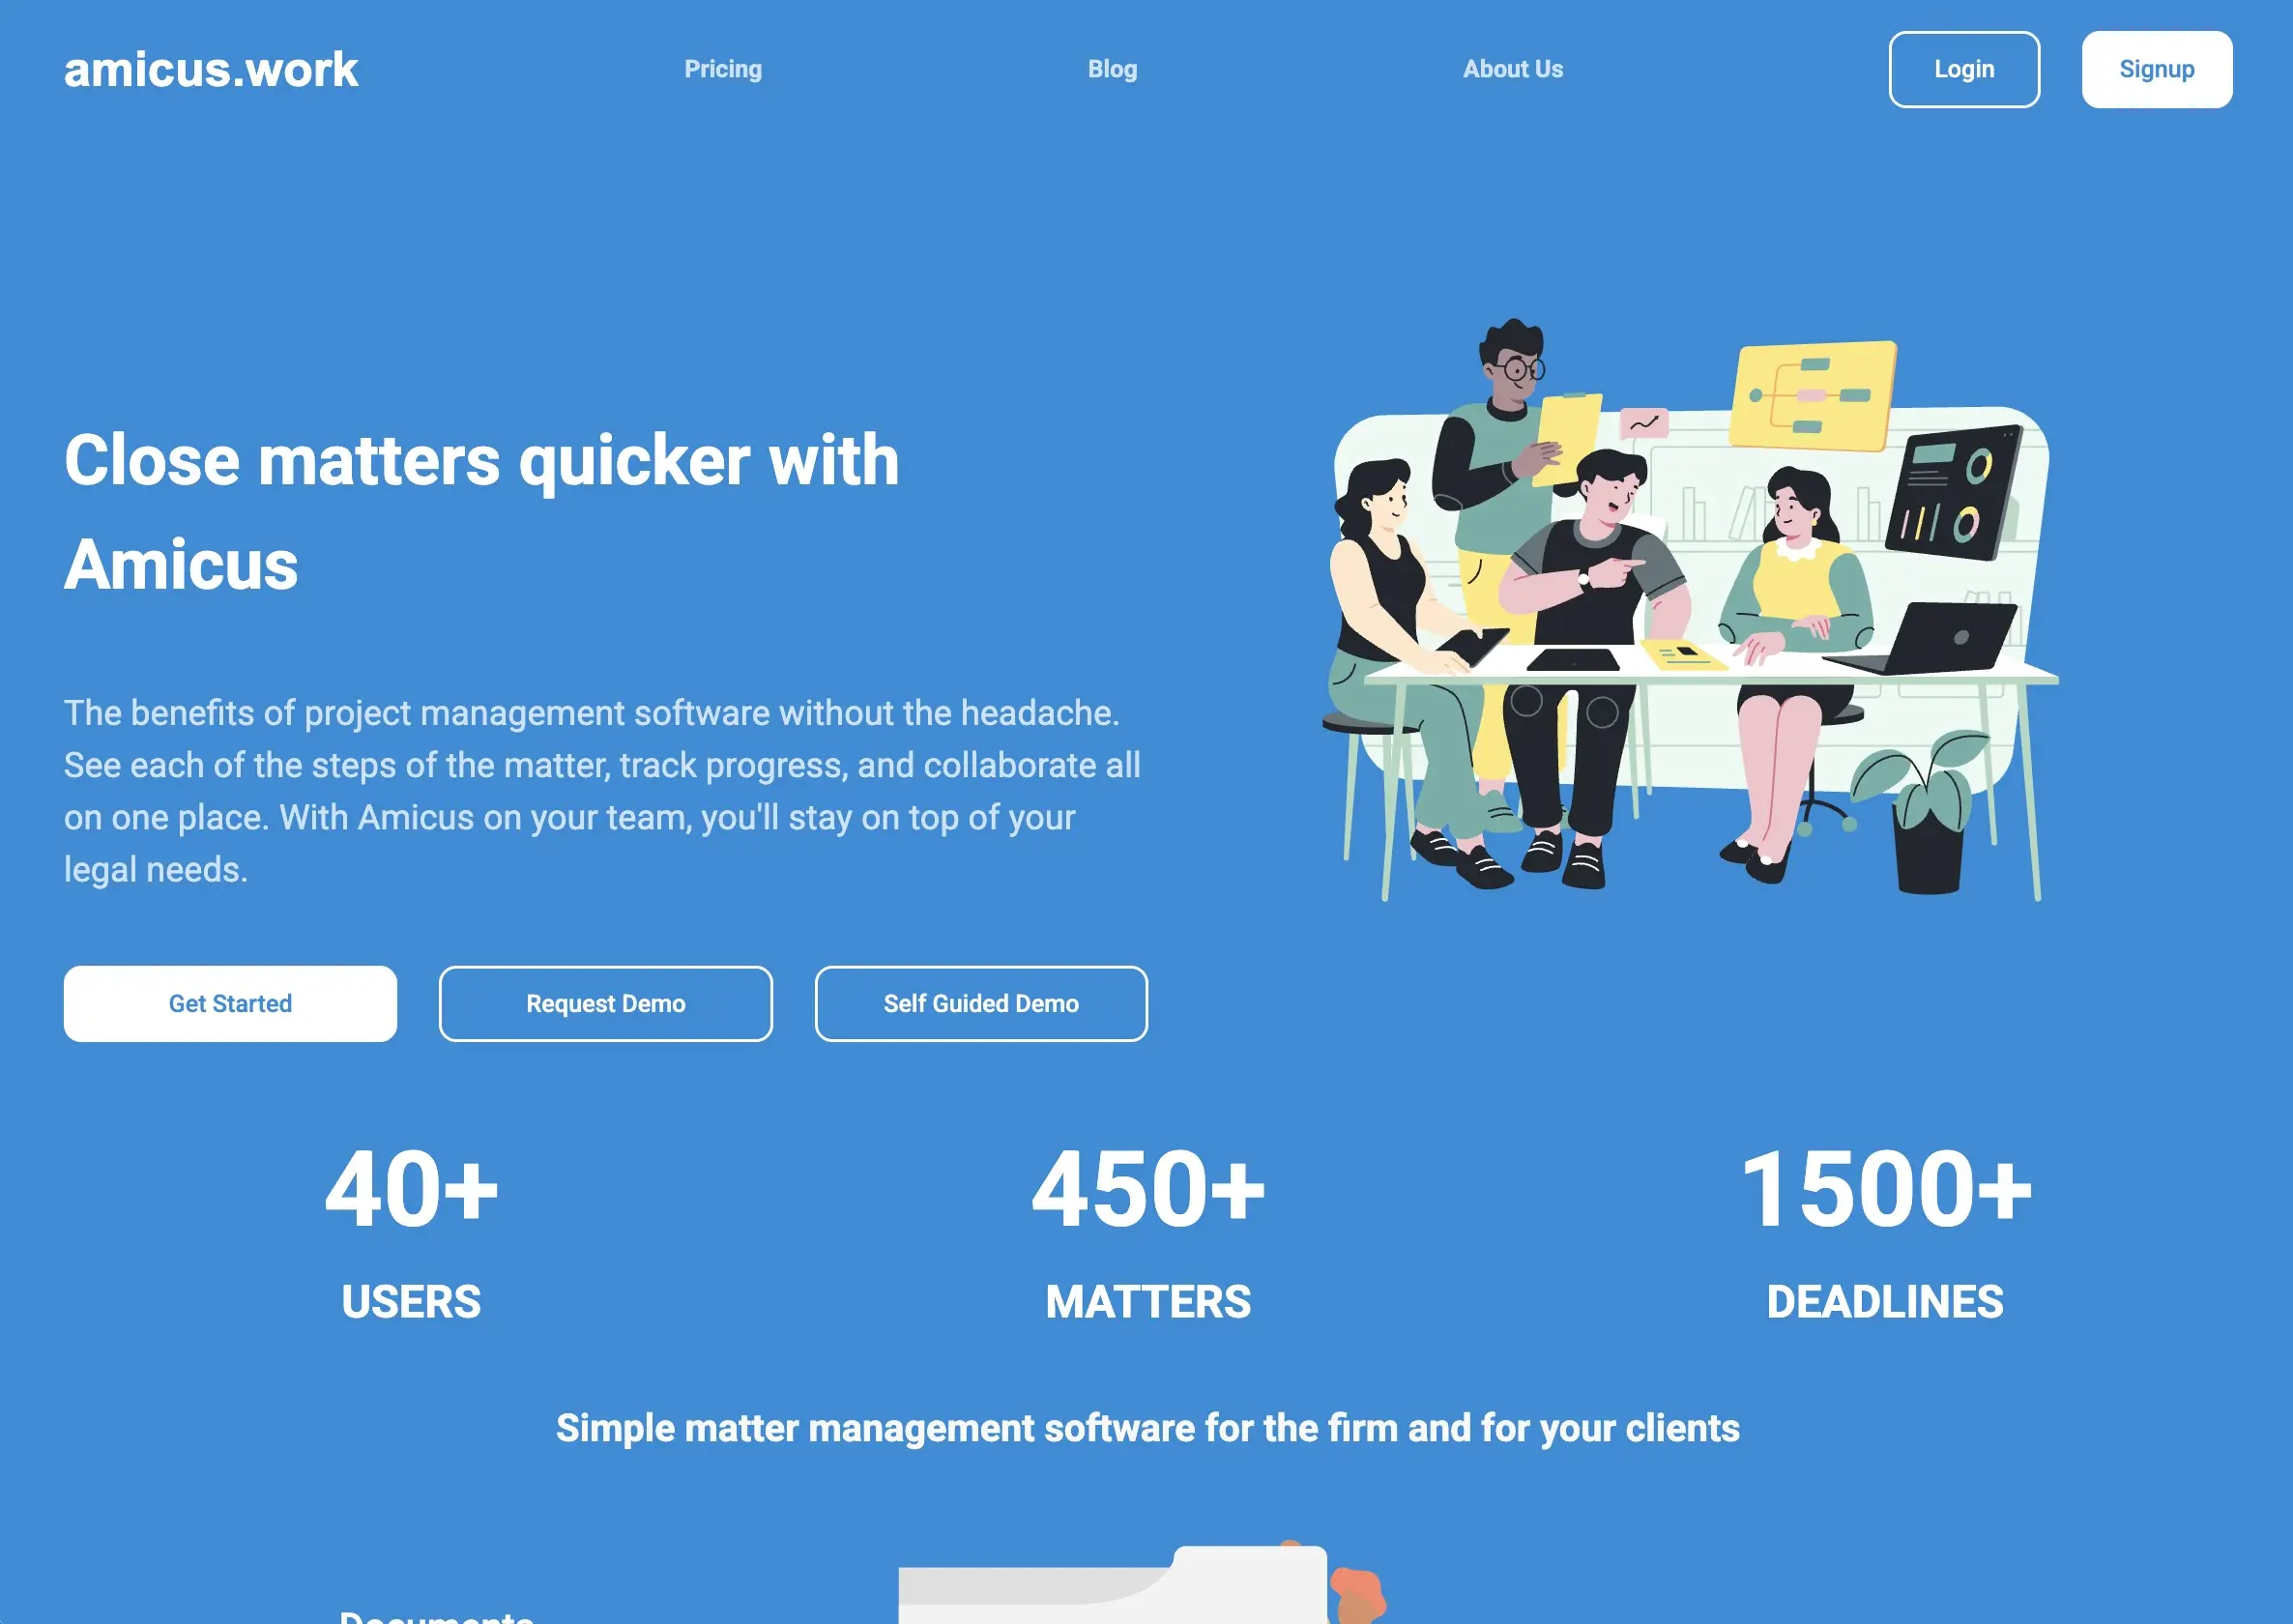 amicus.work
Pricing
Blog
About Us
Login
Signup
Close matters quicker with
Amicus
The benefits of project management software without the headache.
See each of the steps of the matter, track progress, and collaborate all
on one place. With Amicus on your team, you'll stay on top of your
legal needs.
Get Started
Request Demo
Self Guided Demo
40+
USERS
450+
MATTERS
1500+
DEADLINES
Simple matter management software for the firm and for your clients
Documents